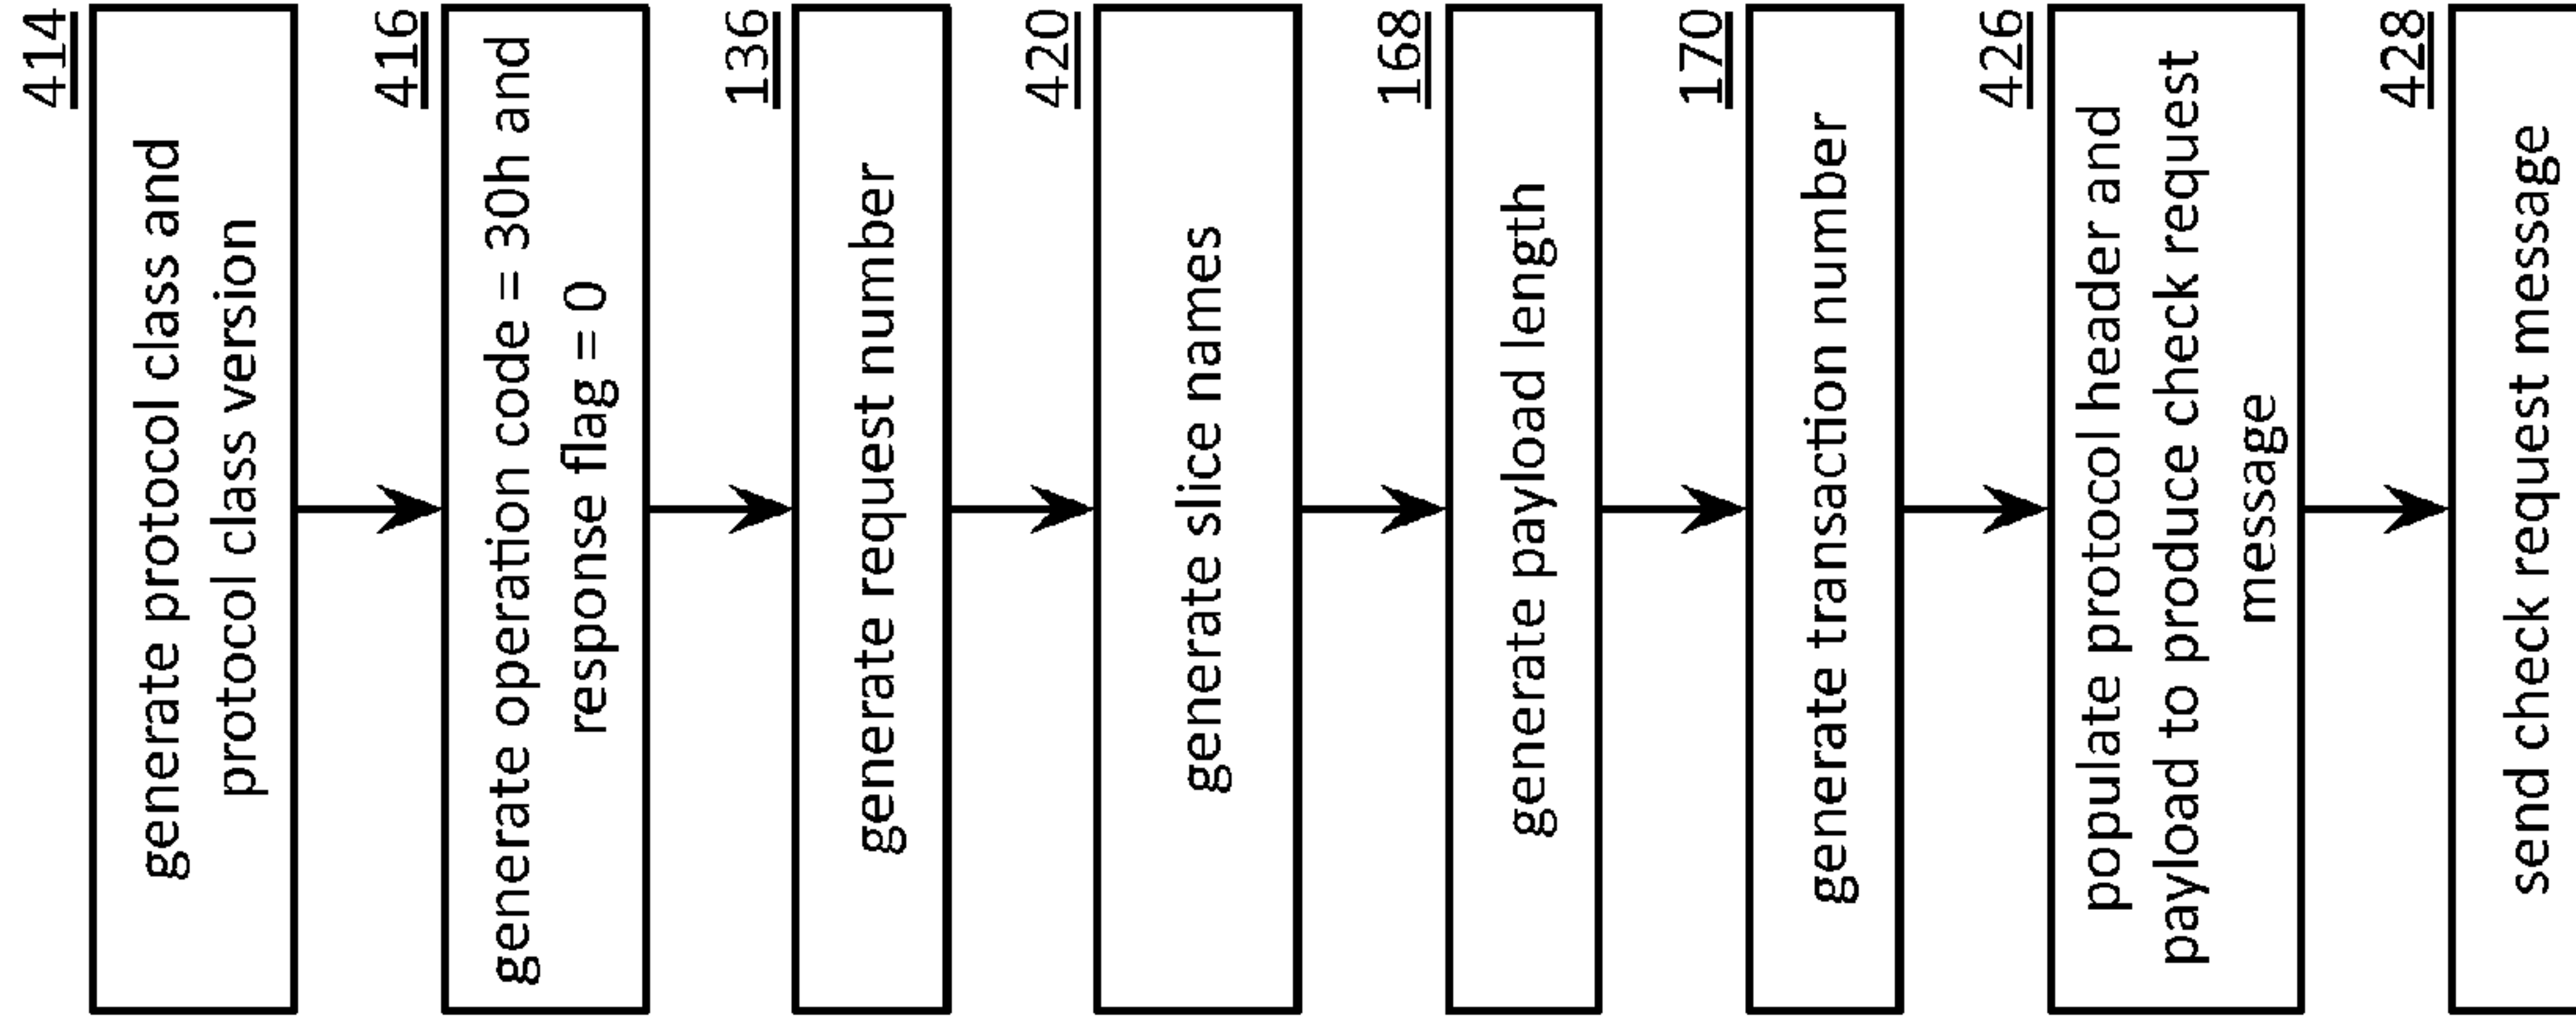 414
generate protocol class and
protocol class version
416
generate operation code = 30h and
response flag = 0
136
generate request number
420
generate slice names
168
generate payload length
170
generate transaction number
426
populate protocol header and
payload to produce check request
message
428
send check request message